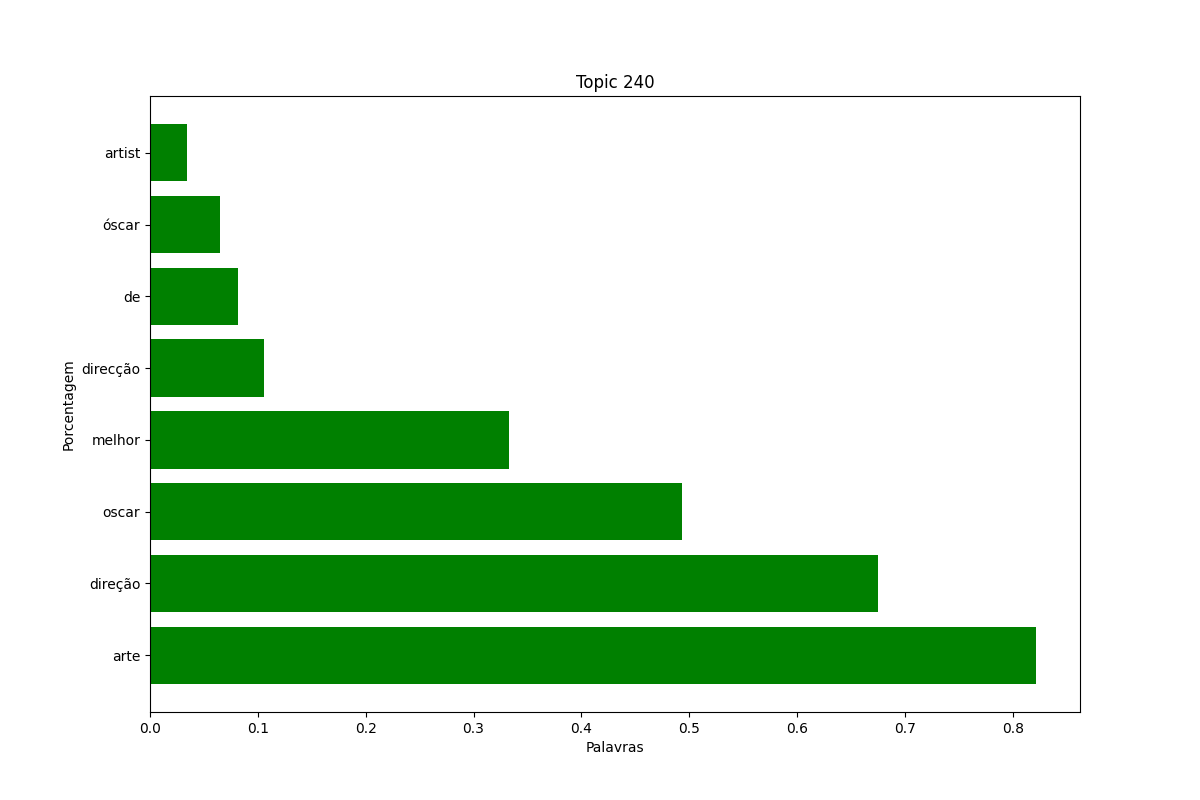 Topic 240
artist
óscar
de
direcção
melhor
oscar
direção
arte
Porcentagem
0.0 0.1 0.2 0.3 0.4 0.5 0.6 0.7 0.8
Palavras